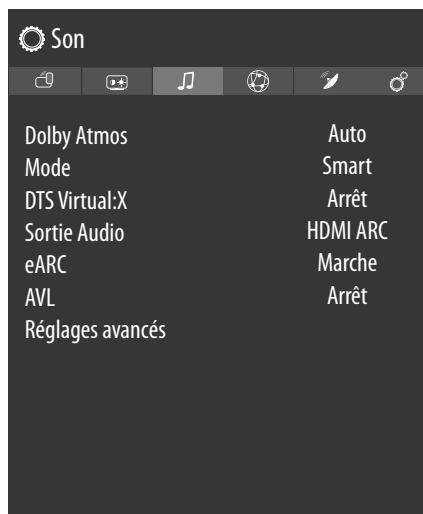 Son
Dolby Atmos Auto
Mode Smart
DTS Virtual:X Arrêt
Sortie Audio HDMI ARC
eARC Marche
AVL Arrêt
Réglages avancés